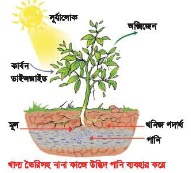 সূর্যালোক
অক্সিজেন
কার্বন
ডাইঅক্সাইড
মূল
খনিজ পদার্থ
পানি
খাদ্য তৈরিসহ নানা কাজে উদ্ভিদ পানি ব্যবহার করে